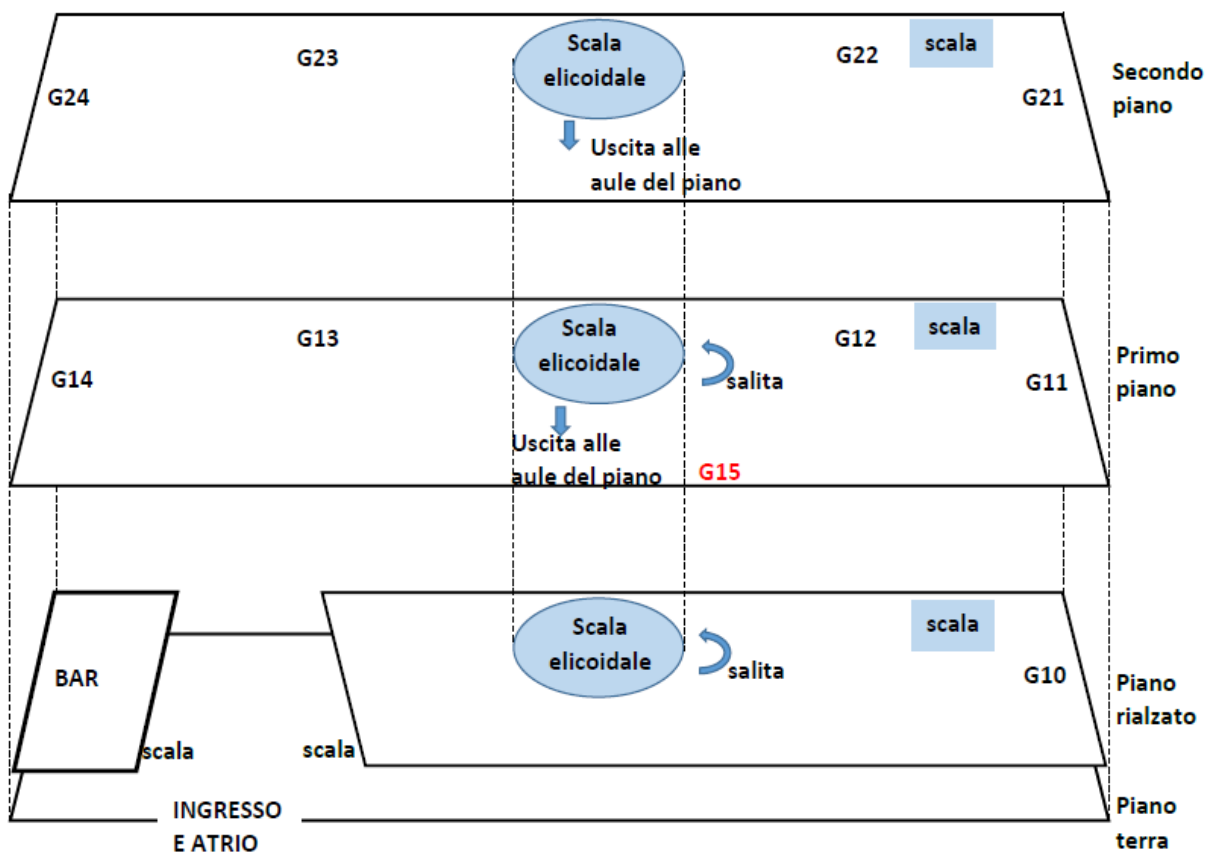 Scala
elicoidale
scala
G23
G22
G24
G21
Secondo
piano
Uscita alle
aule del piano
Scala
elicoidale
scala
G13
G12
G14
salita
G11
Primo
piano
Uscita alle
aule del piano
G15
Scala
elicoidale
scala
BAR
salita
G10
Piano
rialzato
scala
scala
INGRESSO
E ATRIO
Piano
terra